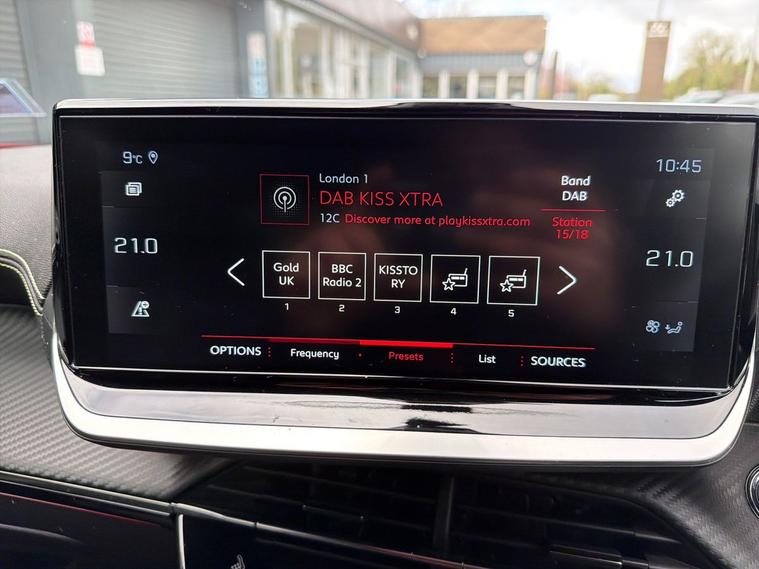 9°C
10:45
London 1
DAB KISS XTRA
12C Discover more at playkissxtra.com
Band
DAB
Station
15/18
21.0
21.0
Gold
UK
BBC
Radio 2
KISSTO
RY
1
2
3
4
5
OPTIONS
Frequency
Presets
List
SOURCES